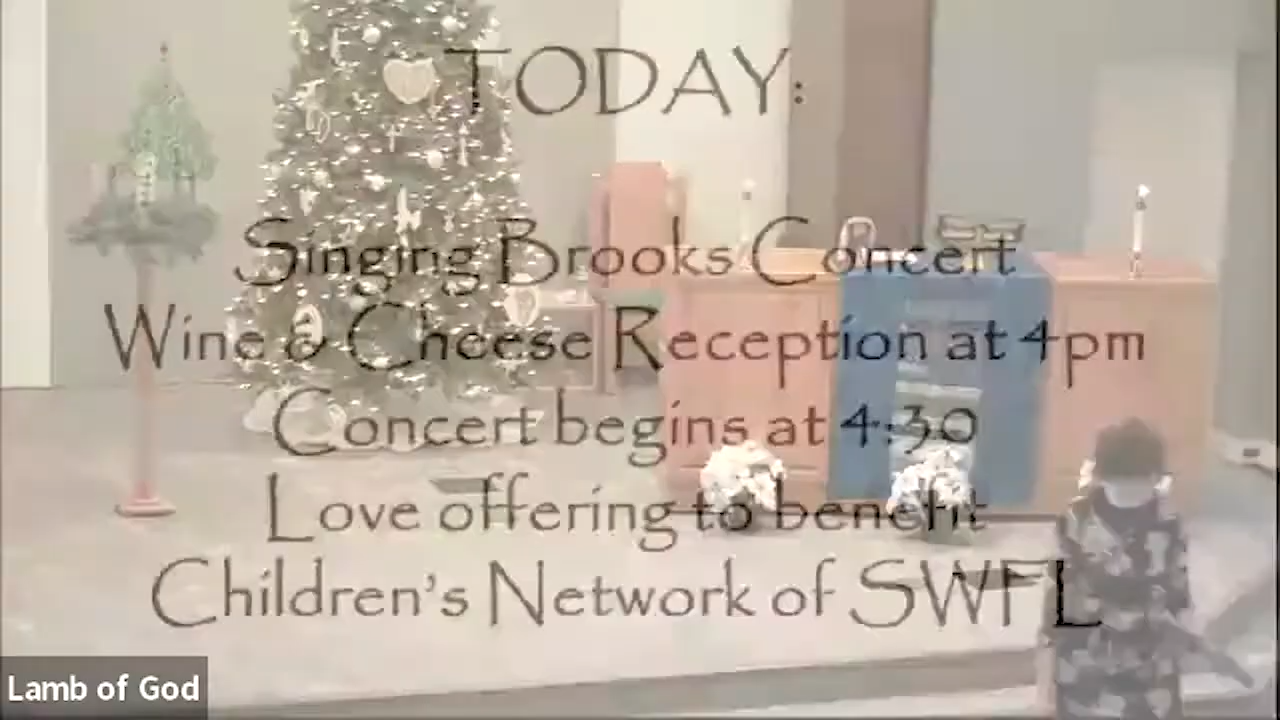 TODAY:
Singing Brooks Concert
Wine & Cheese Reception at 4pm
Concert begins at 4:30
Love offering to benefit
Children's Network of SWFL
Lamb of God